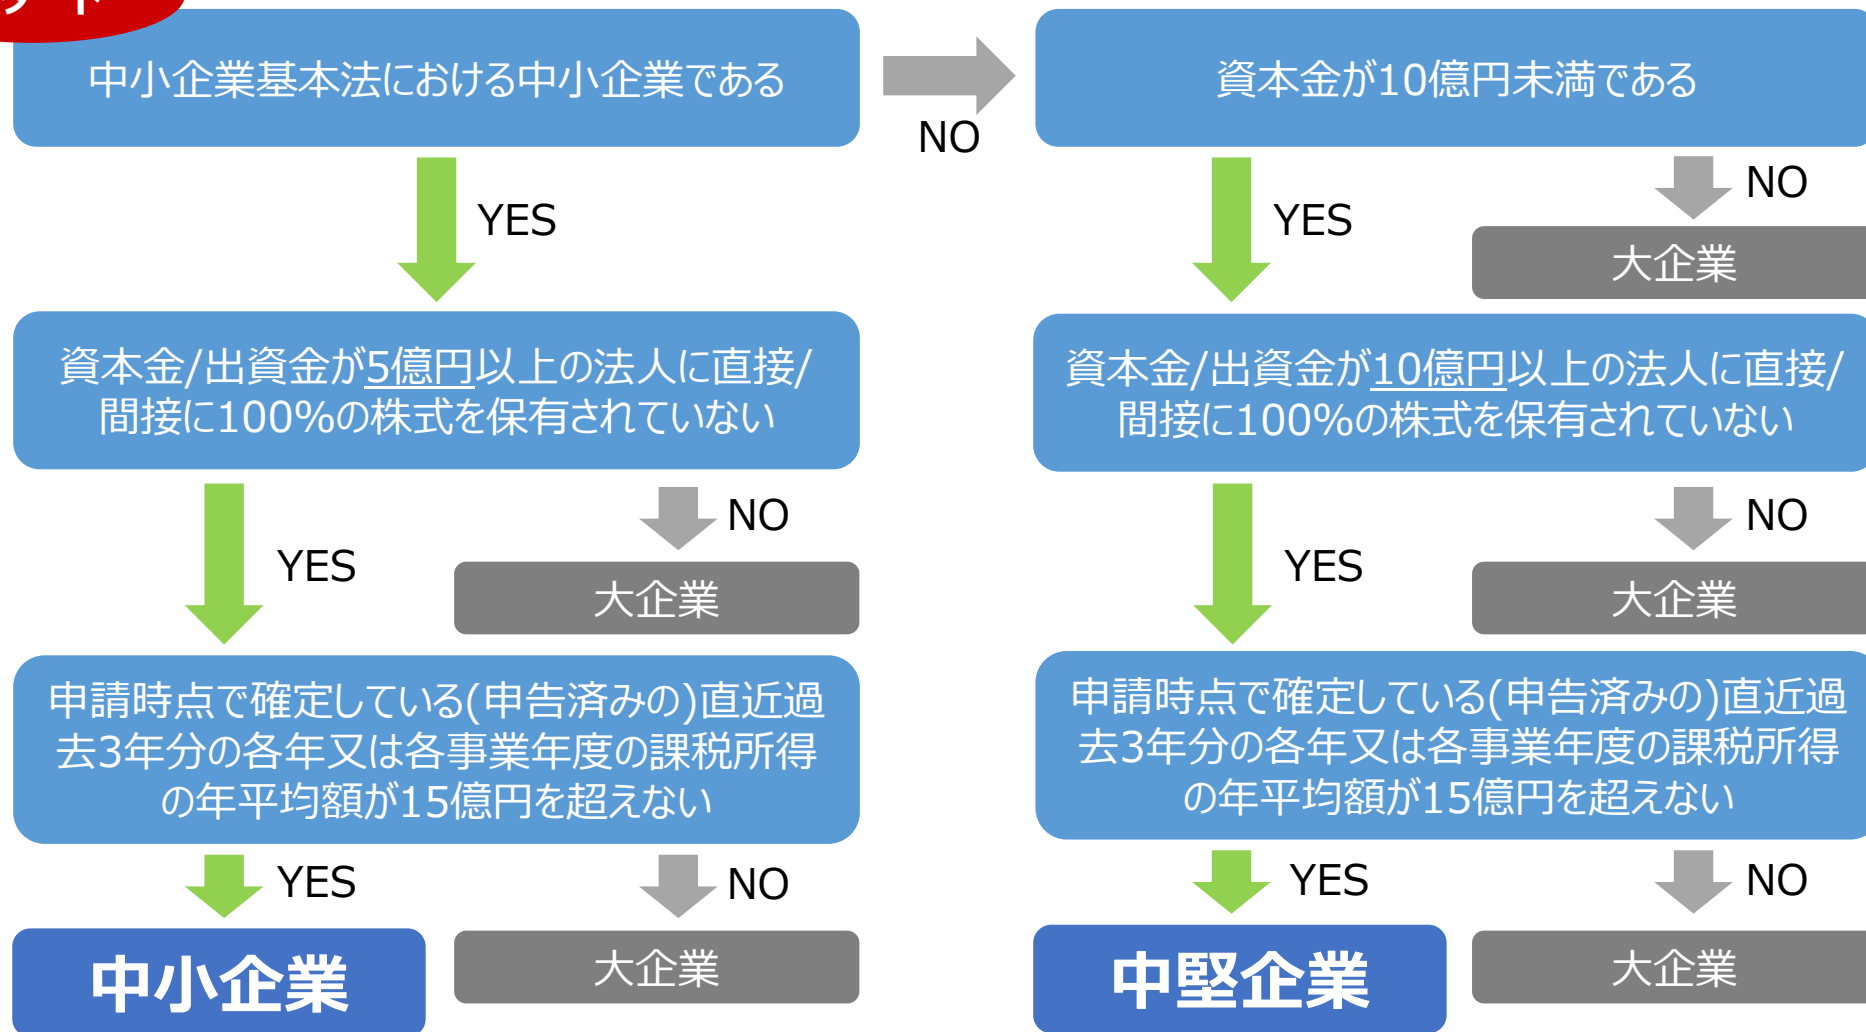 中小企業基本法における中小企業である
NO
資本金が10億円未満である
YES
YES
NO
大企業
資本金/出資金が5億円以上の法人に直接/
間接に100%の株式を保有されていない
資本金/出資金が10億円以上の法人に直接/
間接に100%の株式を保有されていない
YES
NO
大企業
YES
NO
大企業
申請時点で確定している(申告済みの)直近過
去3年分の各年又は各事業年度の課税所得
の年平均額が15億円を超えない
申請時点で確定している(申告済みの)直近過
去3年分の各年又は各事業年度の課税所得
の年平均額が15億円を超えない
YES
NO
YES
NO
中小企業
大企業
中堅企業
大企業